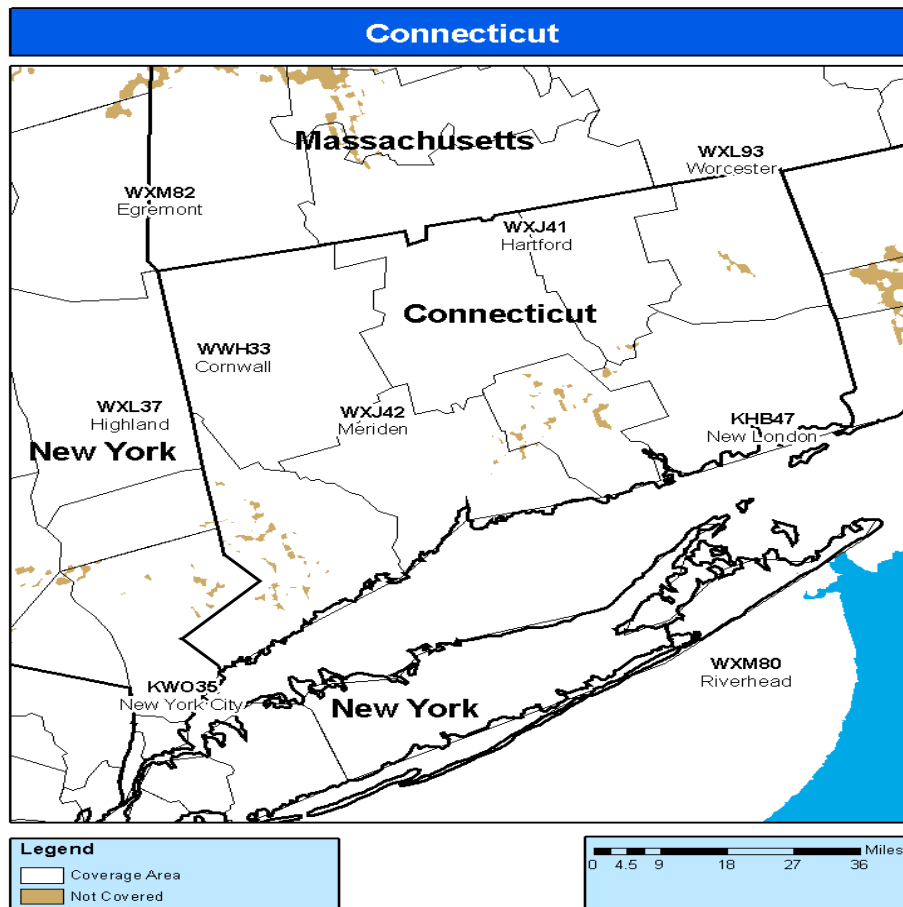 Connecticut
Massachusetts
WXL93
Worcester
WXM82
Egremont
WXJ41
Hartford
Connecticut
WWH33
Cornwall
WXL37
Highland
WXJ42
Meriden
KHB47
New London
New York
WXM80
Riverhead
KWO35
New York City
New York
Legend
Coverage Area
Not Covered
Miles
0 4.5 9 18 27 36